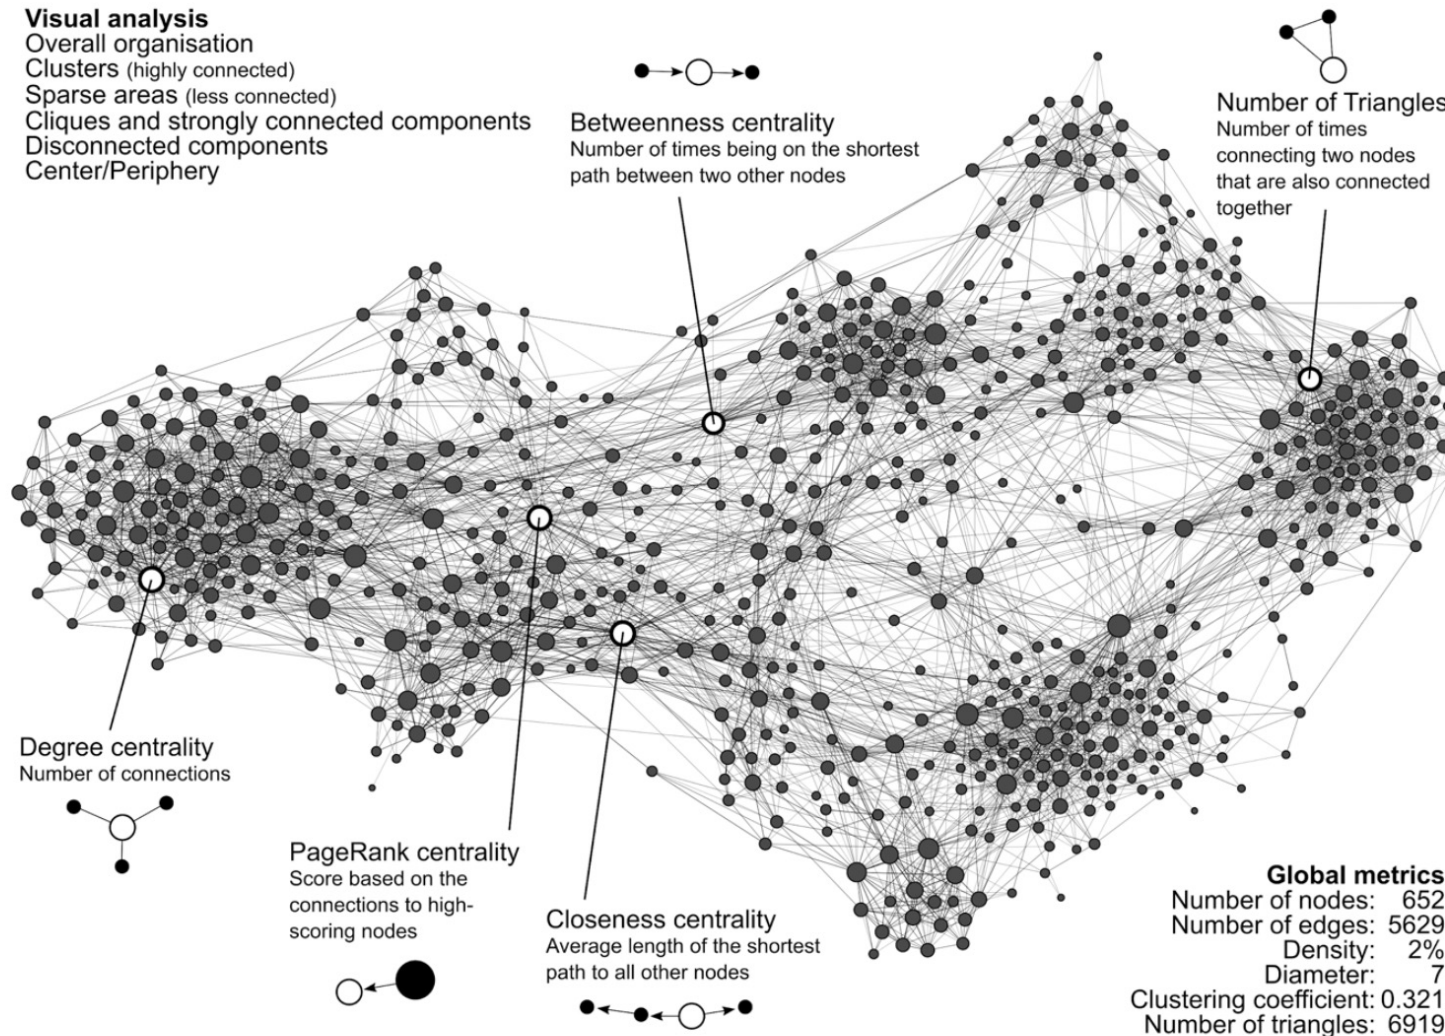 Visual analysis
Overall organisation
Clusters (highly connected)
Sparse areas (less connected)
Cliques and strongly connected components
Disconnected components
Center/Periphery
Betweenness centrality
Number of times being on the shortest
path between two other nodes
Number of Triangles
Number of times
connecting two nodes
that are also connected
together
Degree centrality
Number of connections
PageRank centrality
Score based on the
connections to high-
scoring nodes
Closeness centrality
Average length of the shortest
path to all other nodes
Global metrics
Number of nodes: 652
Number of edges: 5629
Density: 2%
Diameter: 7
Clustering coefficient: 0.321
Number of triangles: 6919